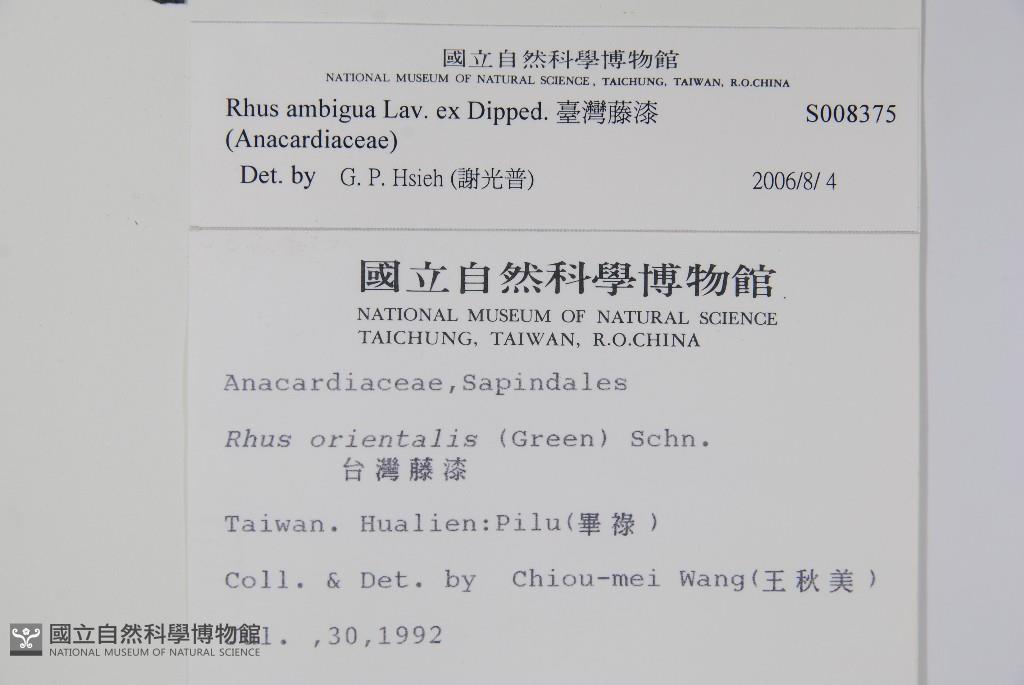 國立自然科學博物館
NATIONAL MUSEUM OF NATURAL SCIENCE, TAICHUNG, TAIWAN, R.O.CHINA
Rhus ambigua Lav. ex Dipped. 臺灣藤漆 S008375
(Anacardiaceae)
Det. by G. P. Hsieh (謝光普) 2006/8/ 4
國立自然科學博物館
NATIONAL MUSEUM OF NATURAL SCIENCE
TAICHUNG, TAIWAN, R.O.CHINA
Anacardiaceae,Sapindales
Rhus orientalis (Green) Schn.
台灣藤漆
Taiwan. Hualien:Pilu(畢祿)
Coll. & Det. by Chiou-mei Wang(王秋美)
,30,1992
國立自然科學博物館
NATIONAL MUSEUM OF NATURAL SCIENCE